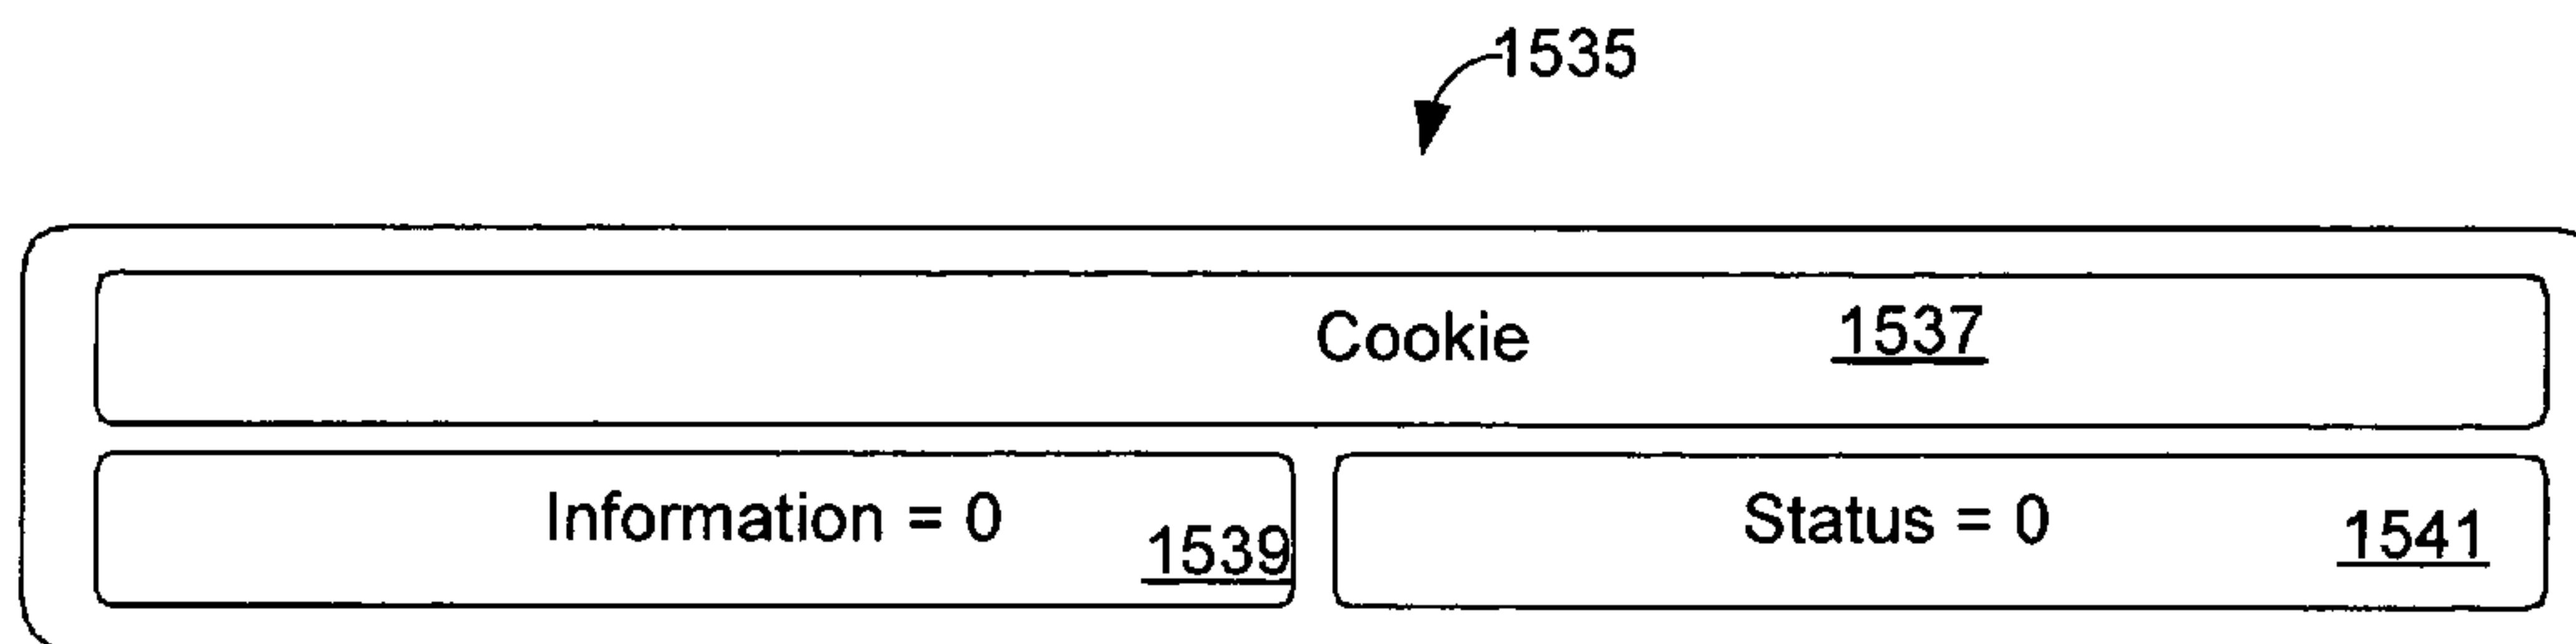 1535
Cookie 1537
Information = 0 1539 Status = 0 1541